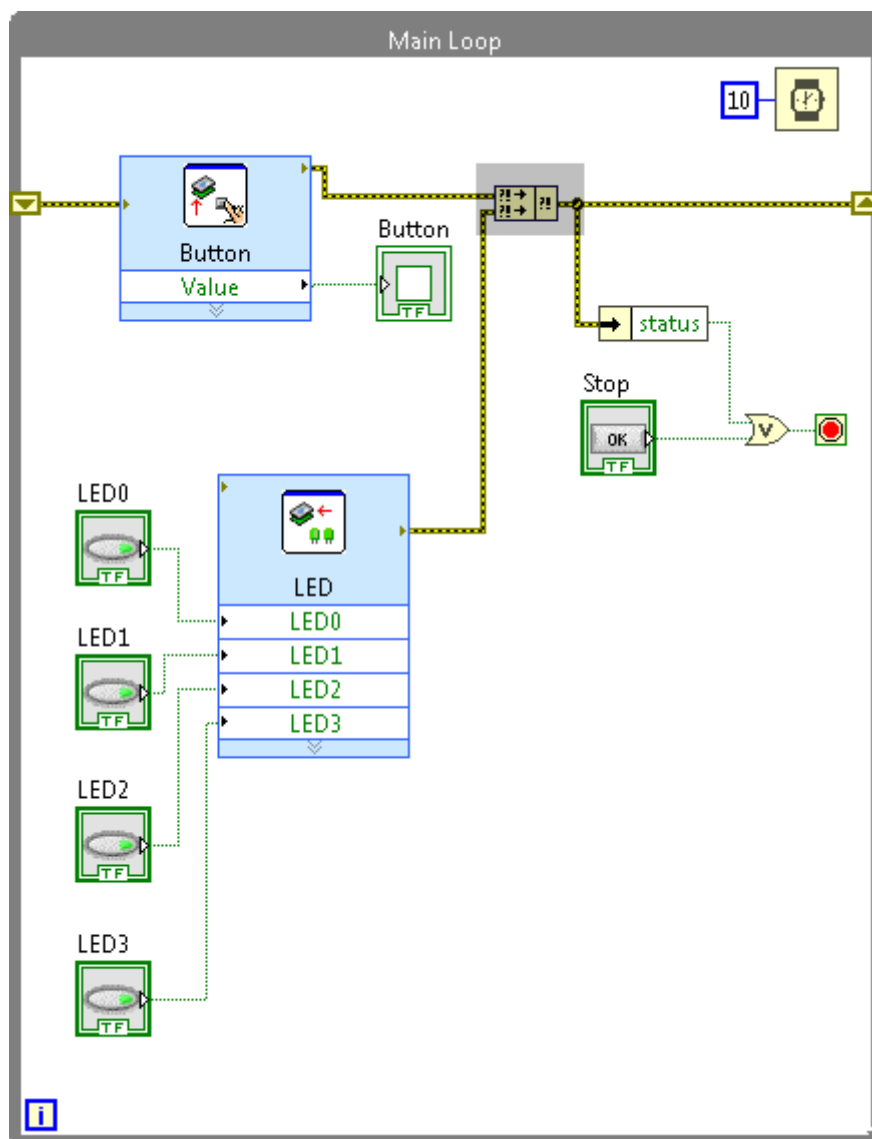 Main Loop
10
Button
Value
Button
TF
?! ?!
?!
status
Stop
OK
TF
V
LED0
TF
LED1
TF
LED2
TF
LED3
TF
LED
LED0
LED1
LED2
LED3
i